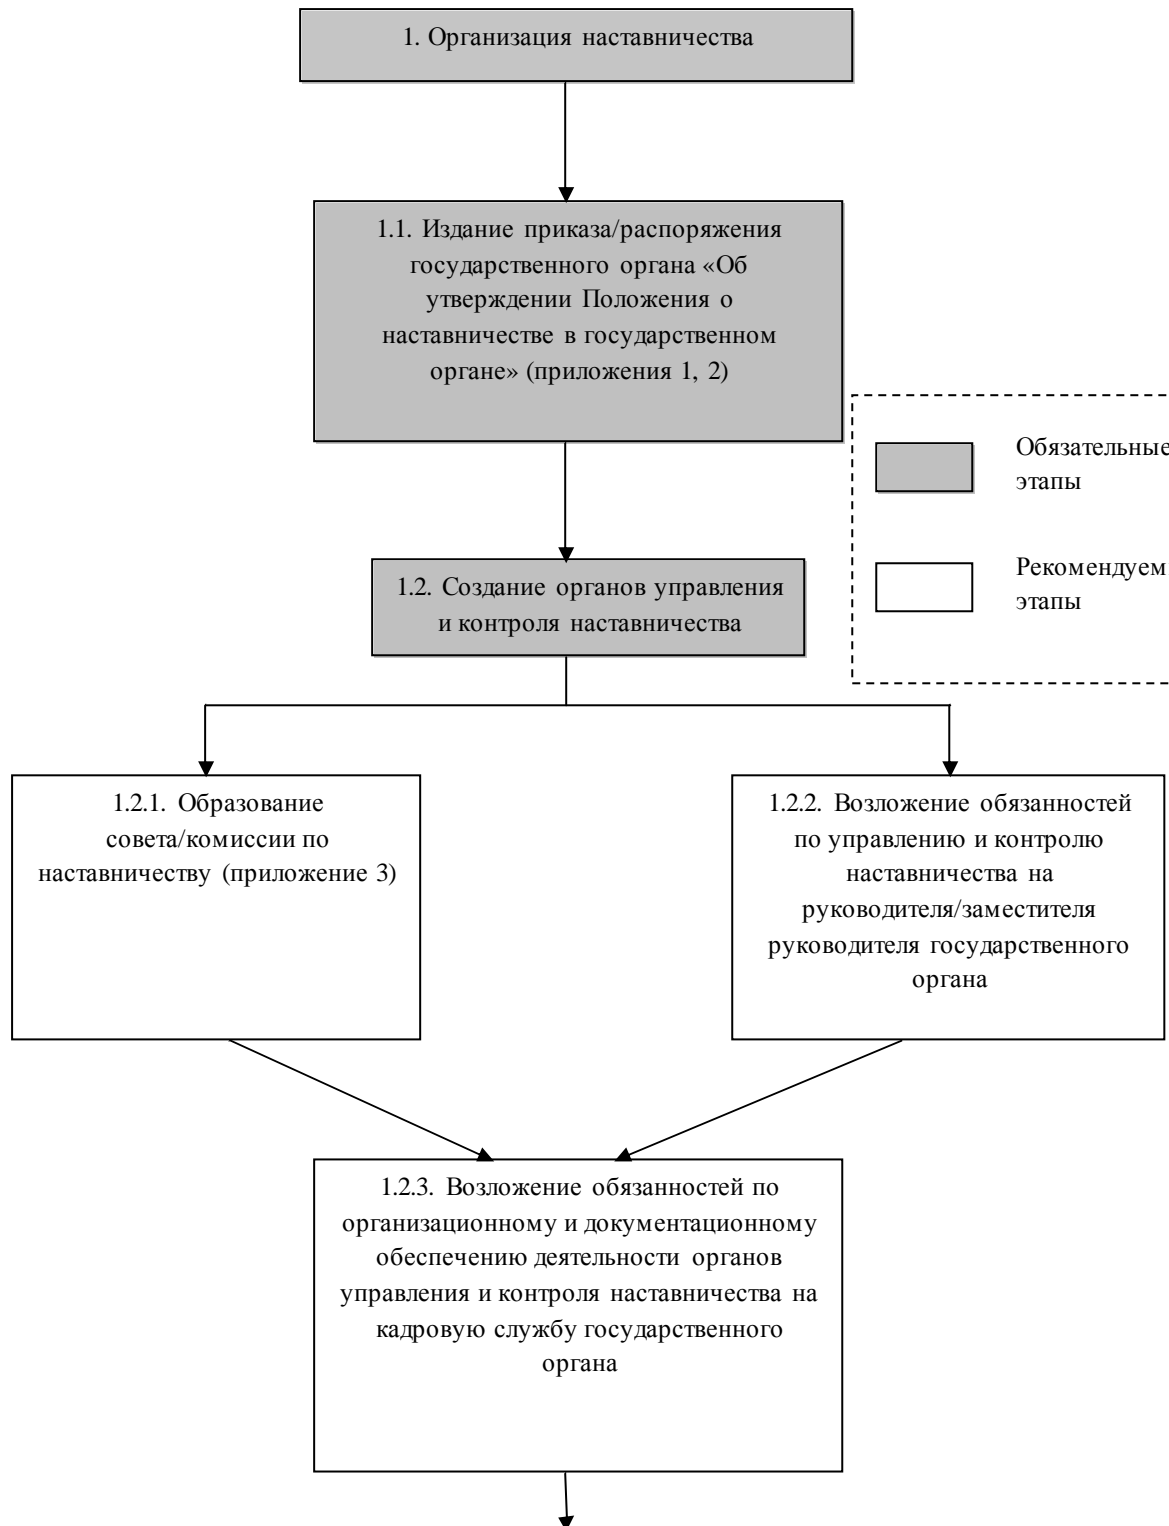 1. Организация наставничества
1.1. Издание приказа/распоряжения
государственного органа «Об
утверждении Положения о
наставничестве в государственном
органе» (приложения 1, 2)
Обязательные
этапы
Рекомендуем
этапы
1.2. Создание органов управления
и контроля наставничества
1.2.1. Образование
совета/комиссии по
наставничеству (приложение 3)
1.2.2. Возложение обязанностей
по управлению и контролю
наставничества на
руководителя/заместителя
руководителя государственного
органа
1.2.3. Возложение обязанностей по
организационному и документационному
обеспечению деятельности органов
управления и контроля наставничества на
кадровую службу государственного
органа